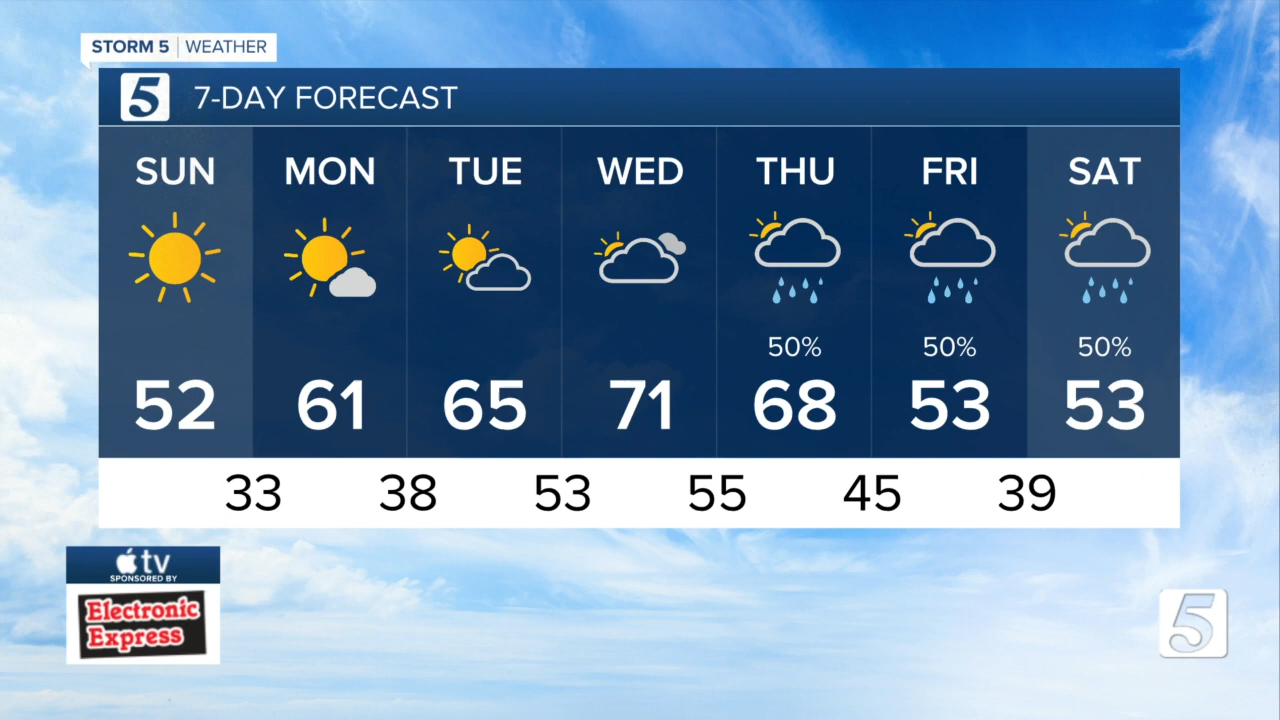 STORM 5 | WEATHER
5 7-DAY FORECAST
SUN MON TUE WED THU FRI SAT
50% 50% 50%
52 61 65 71 68 53 53
33 38 53 55 45 39
tv
SPONSORED BY
Electronic
Express
5